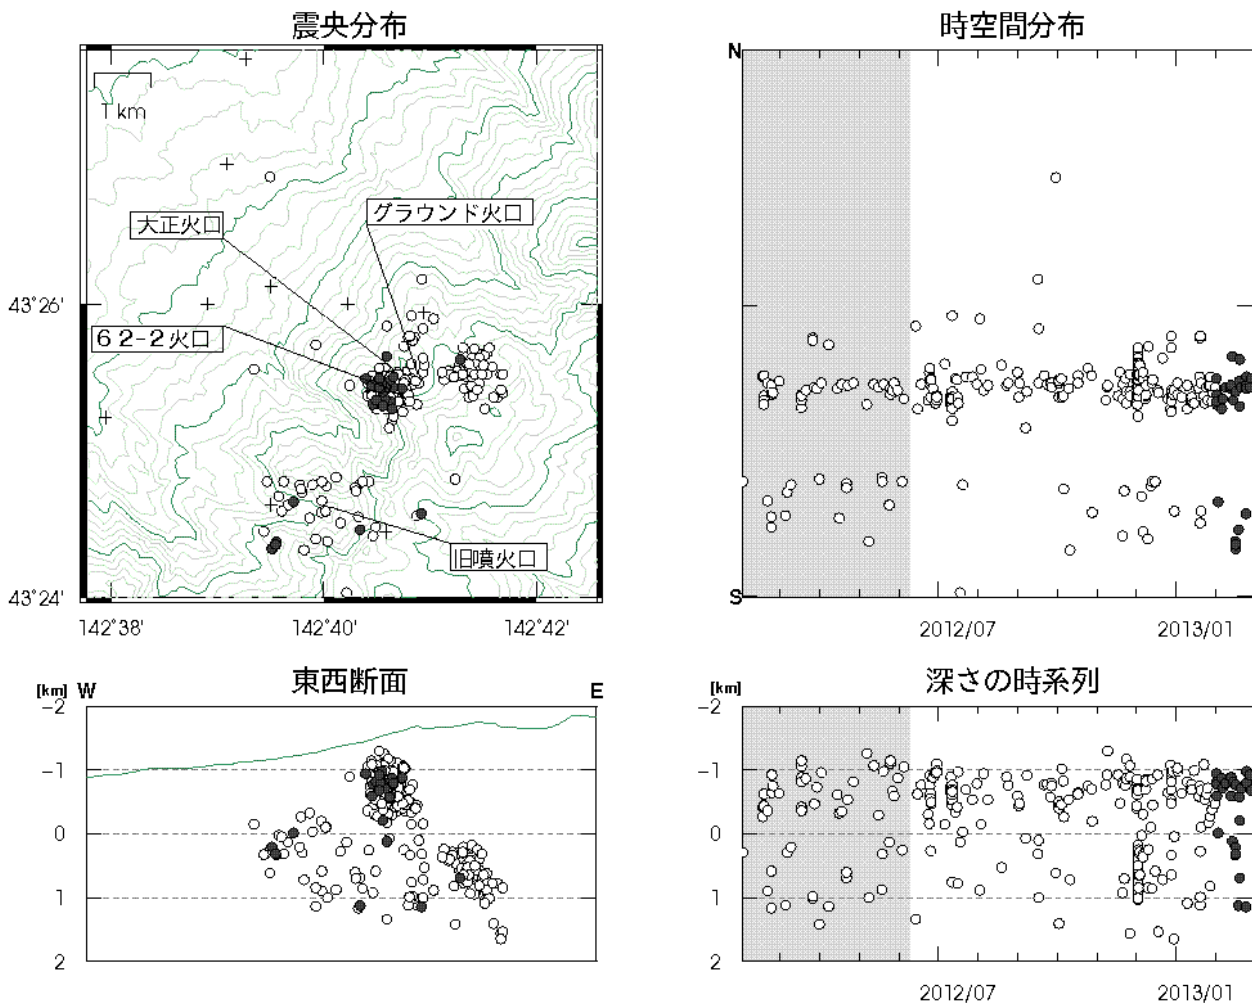 震央分布
1 km
大正火口
グラウンド火口
６２−２火口
旧噴火口
43°26'
43°24'
142°38'
142°40'
142°42'
時空間分布
N
S
2012/07
2013/01
東西断面
[km]
W
E
-2
-1
0
1
2
深さの時系列
[km]
-2
-1
0
1
2
2012/07
2013/01